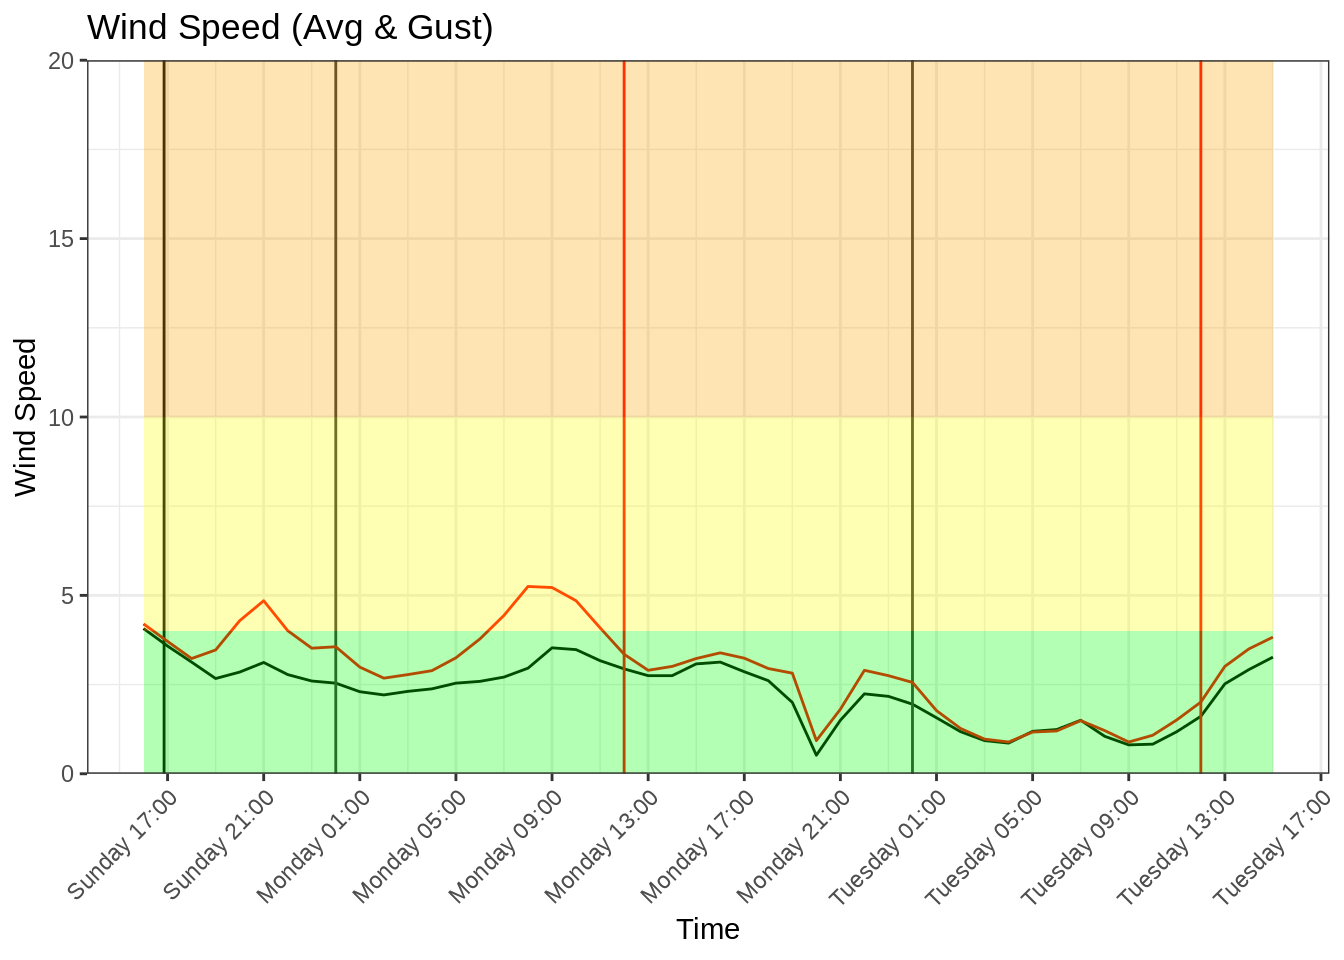 Wind Speed (Avg & Gust)
20
15
10
5
0
Wind Speed
Sunday 17:00
Sunday 21:00
Monday 01:00
Monday 05:00
Monday 09:00
Monday 13:00
Monday 17:00
Monday 21:00
Tuesday 01:00
Tuesday 05:00
Tuesday 09:00
Tuesday 13:00
Tuesday 17:00
Time